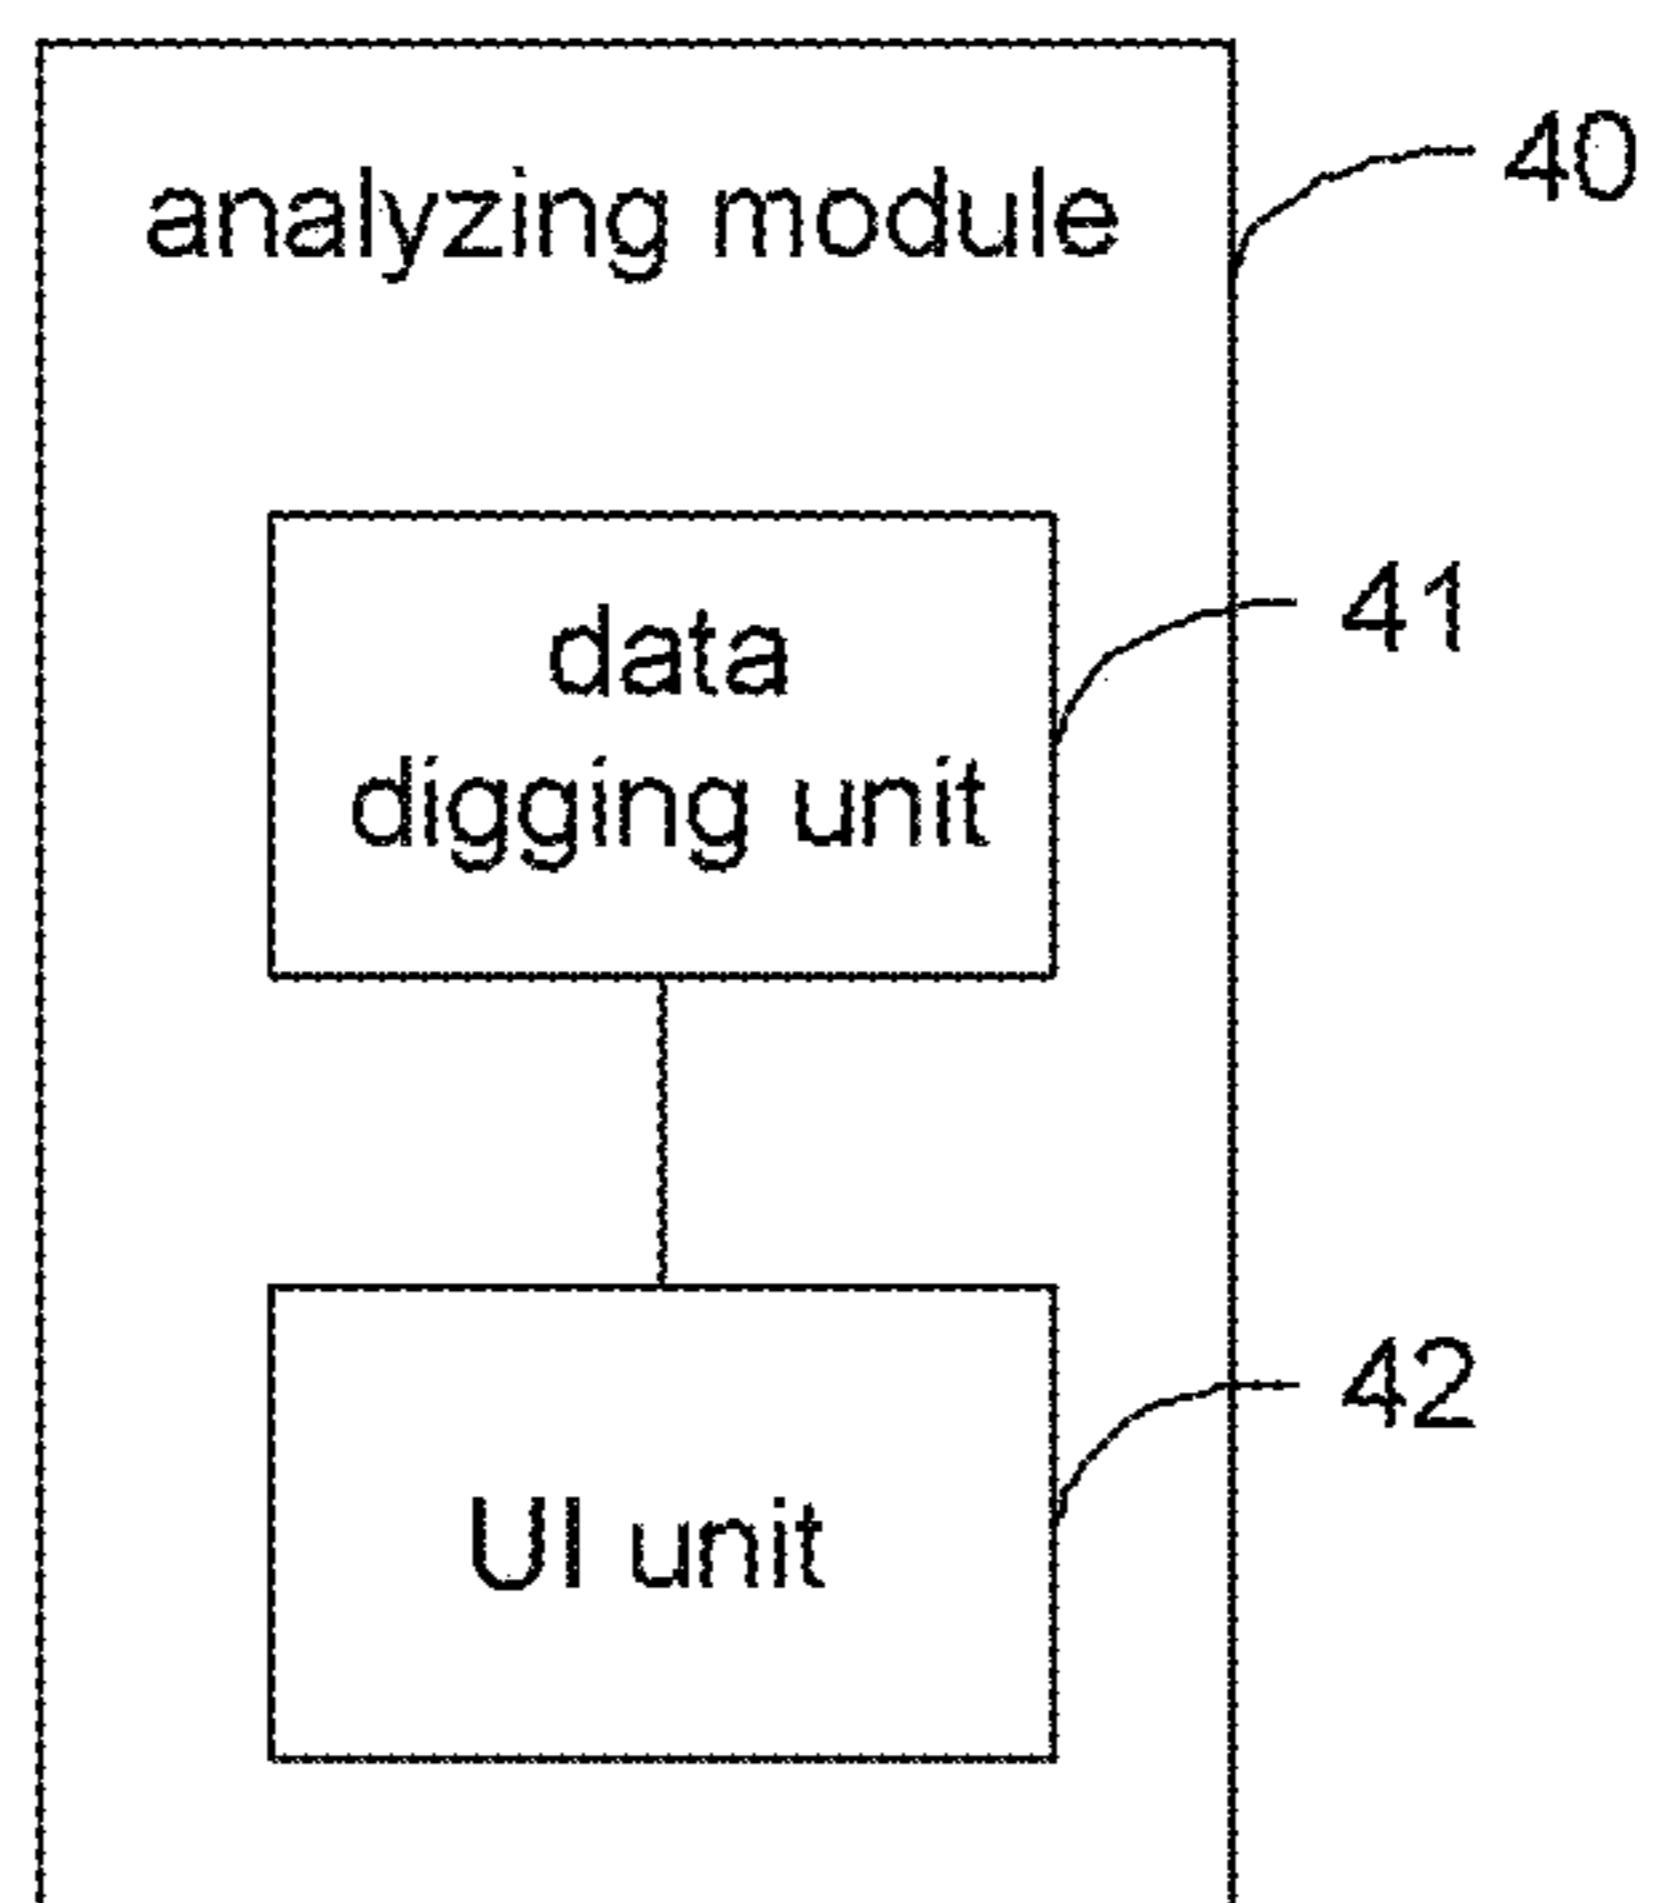 analyzing module
40
data
digging unit
41
UI unit
42